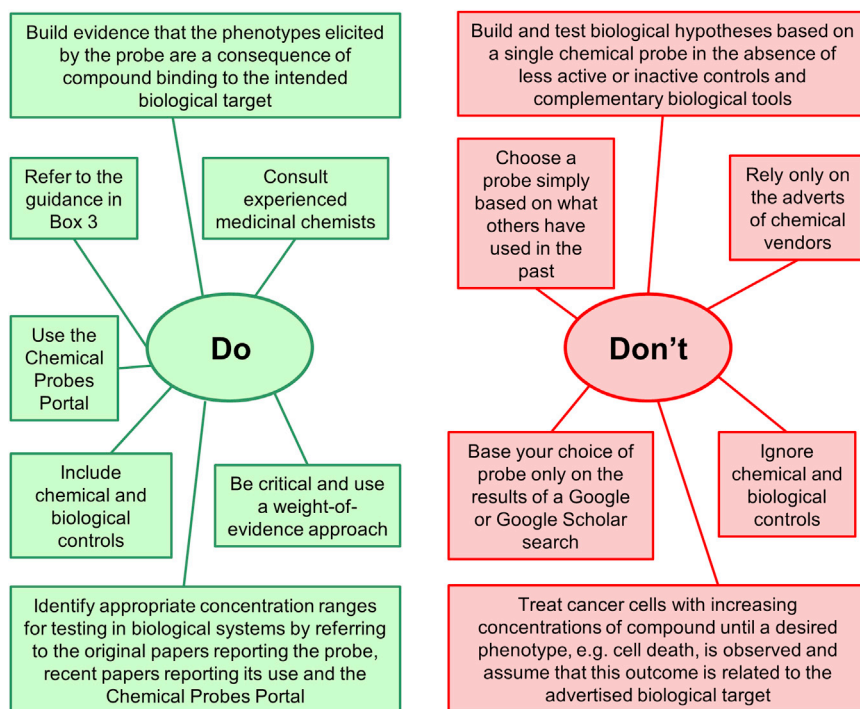 Build evidence that the phenotypes elicited
by the probe are a consequence of
compound binding to the intended
biological target
Refer to the
guidance in
Box 3
Consult
experienced
medicinal chemists
Do
Use the
Chemical
Probes
Portal
Include
chemical and
biological
controls
Be critical and use
a weight-of-
evidence approach
Identify appropriate concentration ranges
for testing in biological systems by referring
to the original papers reporting the probe,
recent papers reporting its use and the
Chemical Probes Portal
Build and test biological hypotheses based on
a single chemical probe in the absence of
less active or inactive controls and
complementary biological tools
Choose a
probe simply
based on what
others have
used in the
past
Rely only on
the adverts
of chemical
vendors
Don’t
Base your choice of
probe only on the
results of a Google
or Google Scholar
search
Ignore
chemical and
biological
controls
Treat cancer cells with increasing
concentrations of compound until a desired
phenotype, e.g. cell death, is observed and
assume that this outcome is related to the
advertised biological target